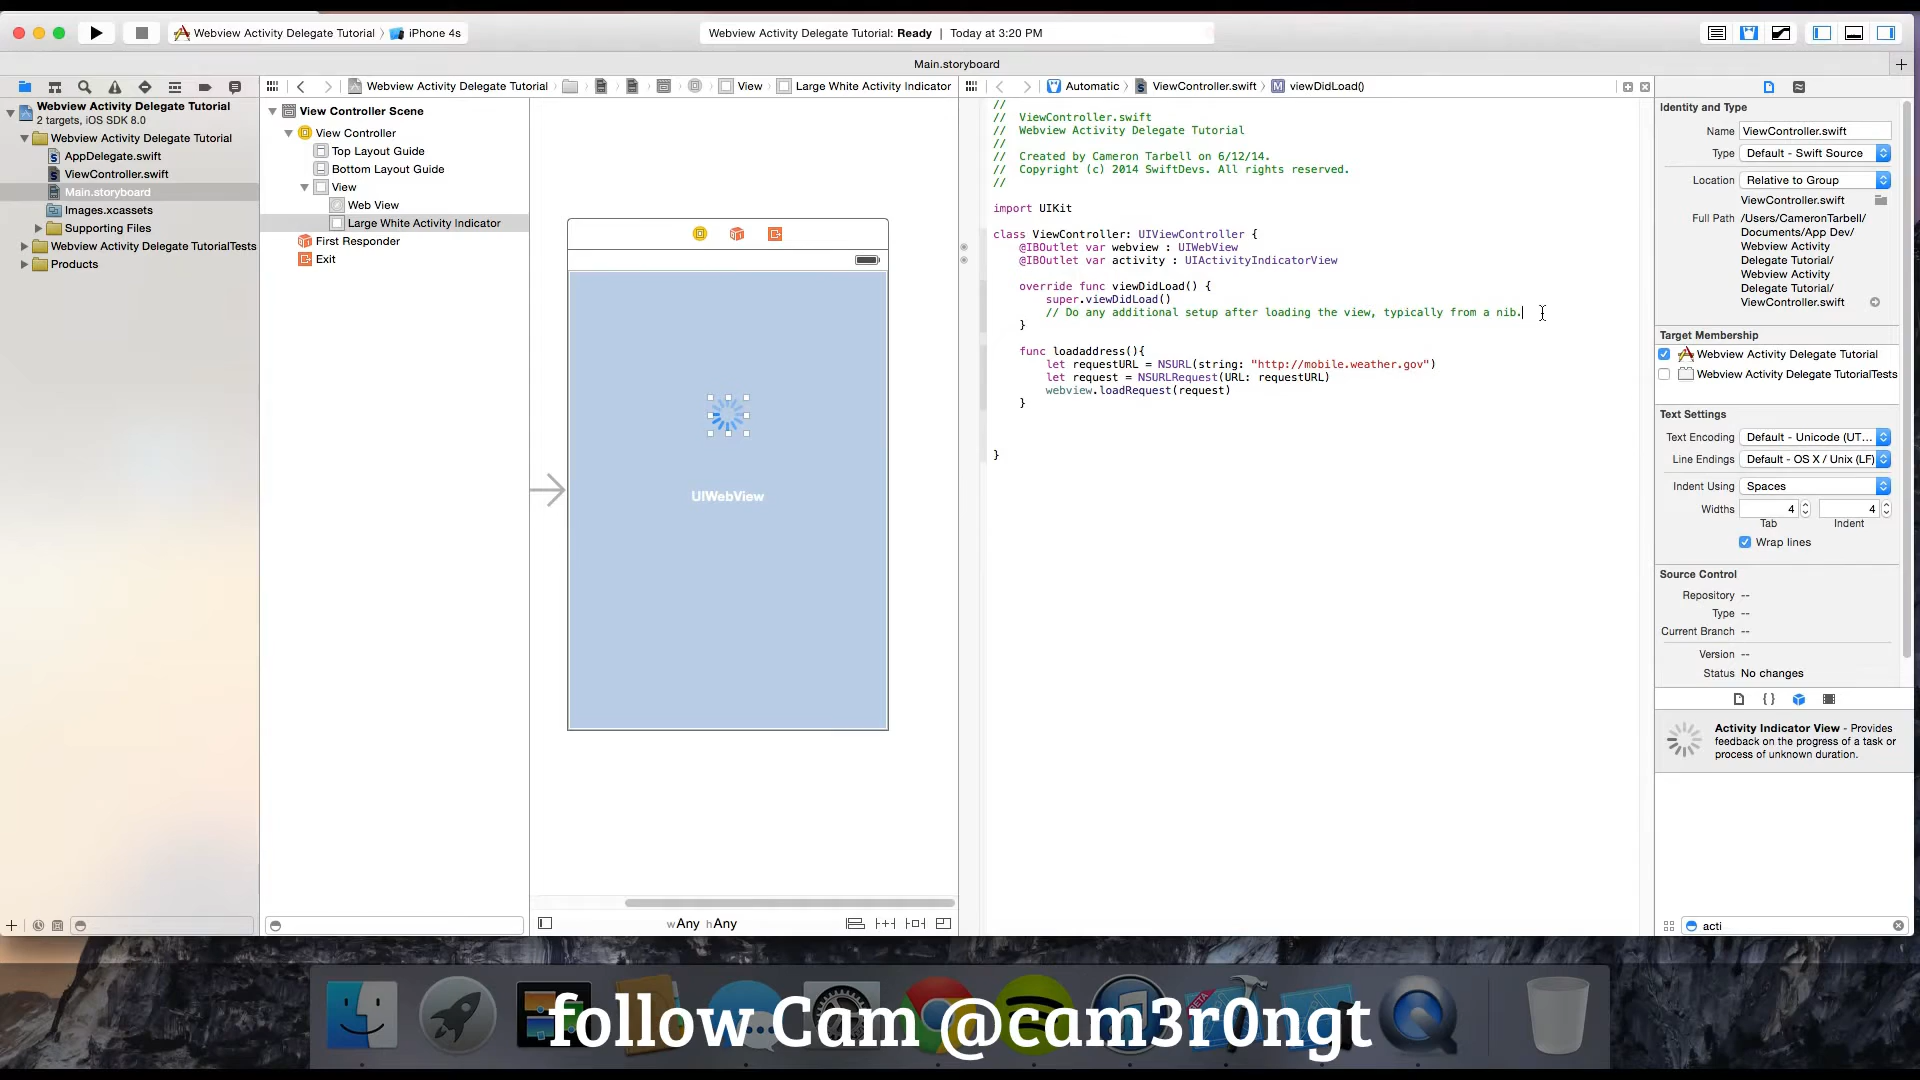 Webview Activity Delegate Tutorial
iPhone 4s
Webview Activity Delegate Tutorial: Ready | Today at 3:20 PM
Main.storyboard
Webview Activity Delegate Tutorial
2 targets, iOS SDK 8.0
Webview Activity Delegate Tutorial
AppDelegate.swift
ViewController.swift
Main.storyboard
Images.xcassets
Supporting Files
Webview Activity Delegate TutorialTests
Products
Webview Activity Delegate Tutorial
View
Large White Activity Indicator
View Controller Scene
View Controller
Top Layout Guide
Bottom Layout Guide
View
Web View
Large White Activity Indicator
First Responder
Exit
UIWebView
wAny hAny
Automatic
ViewController.swift
viewDidLoad()
//
//  ViewController.swift
//  Webview Activity Delegate Tutorial
//
//  Created by Cameron Tarbell on 6/12/14.
//  Copyright (c) 2014 SwiftDevs. All rights reserved.
//
import UIKit
class ViewController: UIViewController {
@IBOutlet var webview : UIWebView
@IBOutlet var activity : UIActivityIndicatorView
override func viewDidLoad() {
super.viewDidLoad()
// Do any additional setup after loading the view, typically from a nib.
}
func loadaddress(){
let requestURL = NSURL(string: "http://mobile.weather.gov")
let request = NSURLRequest(URL: requestURL)
webview.loadRequest(request)
}
}
Identity and Type
Name ViewController.swift
Type Default - Swift Source
Location Relative to Group
ViewController.swift
Full Path /Users/CameronTarbell/
Documents/App Dev/
Webview Activity
Delegate Tutorial/
Webview Activity
Delegate Tutorial/
ViewController.swift
Target Membership
Webview Activity Delegate Tutorial
Webview Activity Delegate TutorialTests
Text Settings
Text Encoding Default - Unicode (UT...
Line Endings Default - OS X / Unix (LF)
Indent Using Spaces
Widths 4 4
Tab Indent
Wrap lines
Source Control
Repository --
Type --
Current Branch --
Version --
Status No changes
Activity Indicator View - Provides
feedback on the progress of a task or
process of unknown duration.
acti
BETA
follow Cam @cam3r0ngt